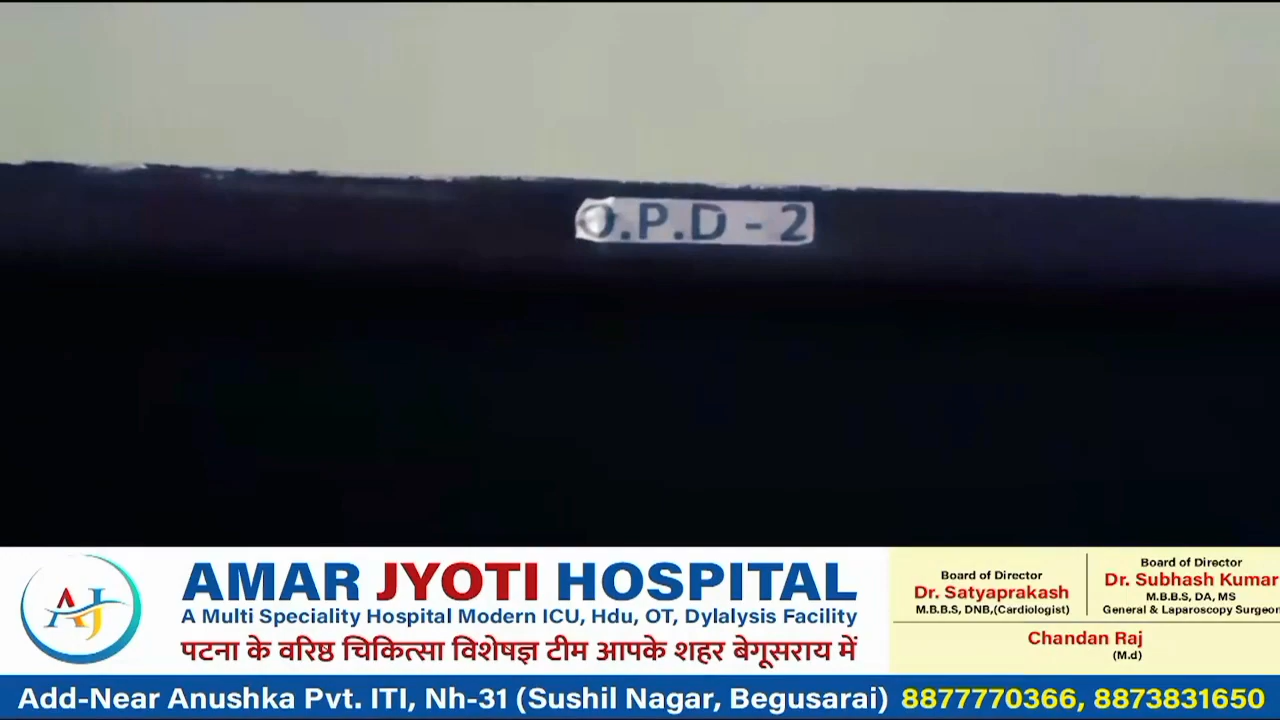 O.P.D - 2
AJ
AMAR JYOTI HOSPITAL
A Multi Speciality Hospital Modern ICU, Hdu, OT, Dylalysis Facility
पटना के वरिष्ठ चिकित्सा विशेषज्ञ टीम आपके शहर बेगूसराय में
Board of Director
Dr. Satyaprakash
M.B.B.S, DNB,(Cardiologist)
Board of Director
Dr. Subhash Kumar
M.B.B.S, DA, MS
General & Laparoscopy Surgeon
Chandan Raj
(M.d)
Add-Near Anushka Pvt. ITI, Nh-31 (Sushil Nagar, Begusarai) 8877770366, 8873831650